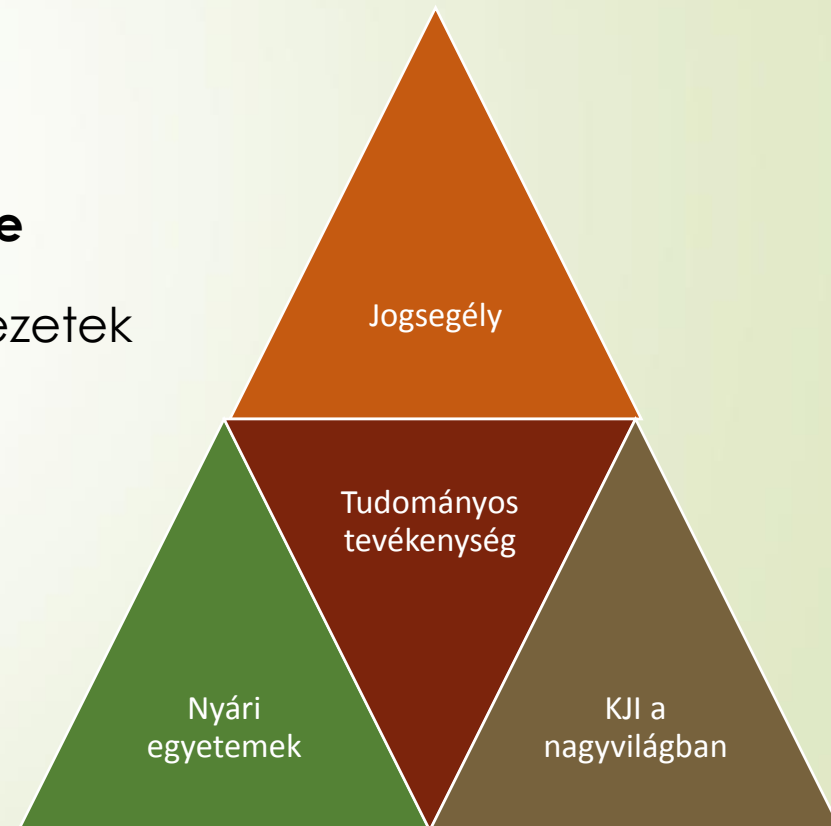 e
ezetek
Jogsegély
Tudományos
tevékenység
Nyári
egyetemek
KJI a
nagyvilágban